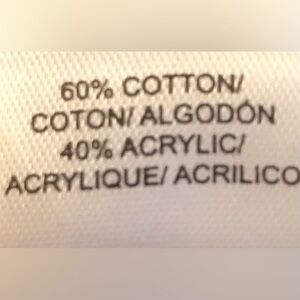 60% COTTON/
COTON/ ALGODÓN
40% ACRYLIC/
ACRYLIQUE/ ACRILICO